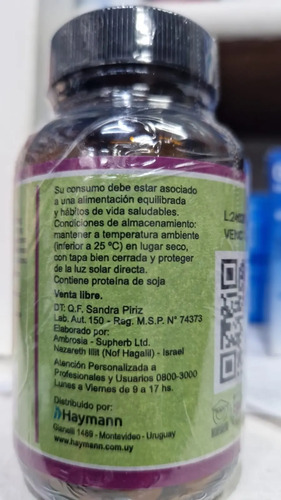 Su consumo debe estar asociado
a una alimentación equilibrada
y hábitos de vida saludables.
Condiciones de almacenamiento:
mantener a temperatura ambiente
(inferior a 25 ºC) en lugar seco,
con tapa bien cerrada y proteger
de la luz solar directa.
Contiene proteína de soja
Venta libre.
DT: Q.F. Sandra Piriz
Lab. Aut. 150 - Reg. M.S.P. N° 74373
Elaborado por:
Ambrosia - Supherb Ltd.
Nazareth Illit (Nof Hagalil) - Israel
Atención Personalizada a
Profesionales y Usuarios 0800-3000
Lunes a Viernes de 9 a 17 hs.
Distribuido por:
Haymann
Gianelli 1489 - Montevideo - Uruguay
www.haymann.com.uy